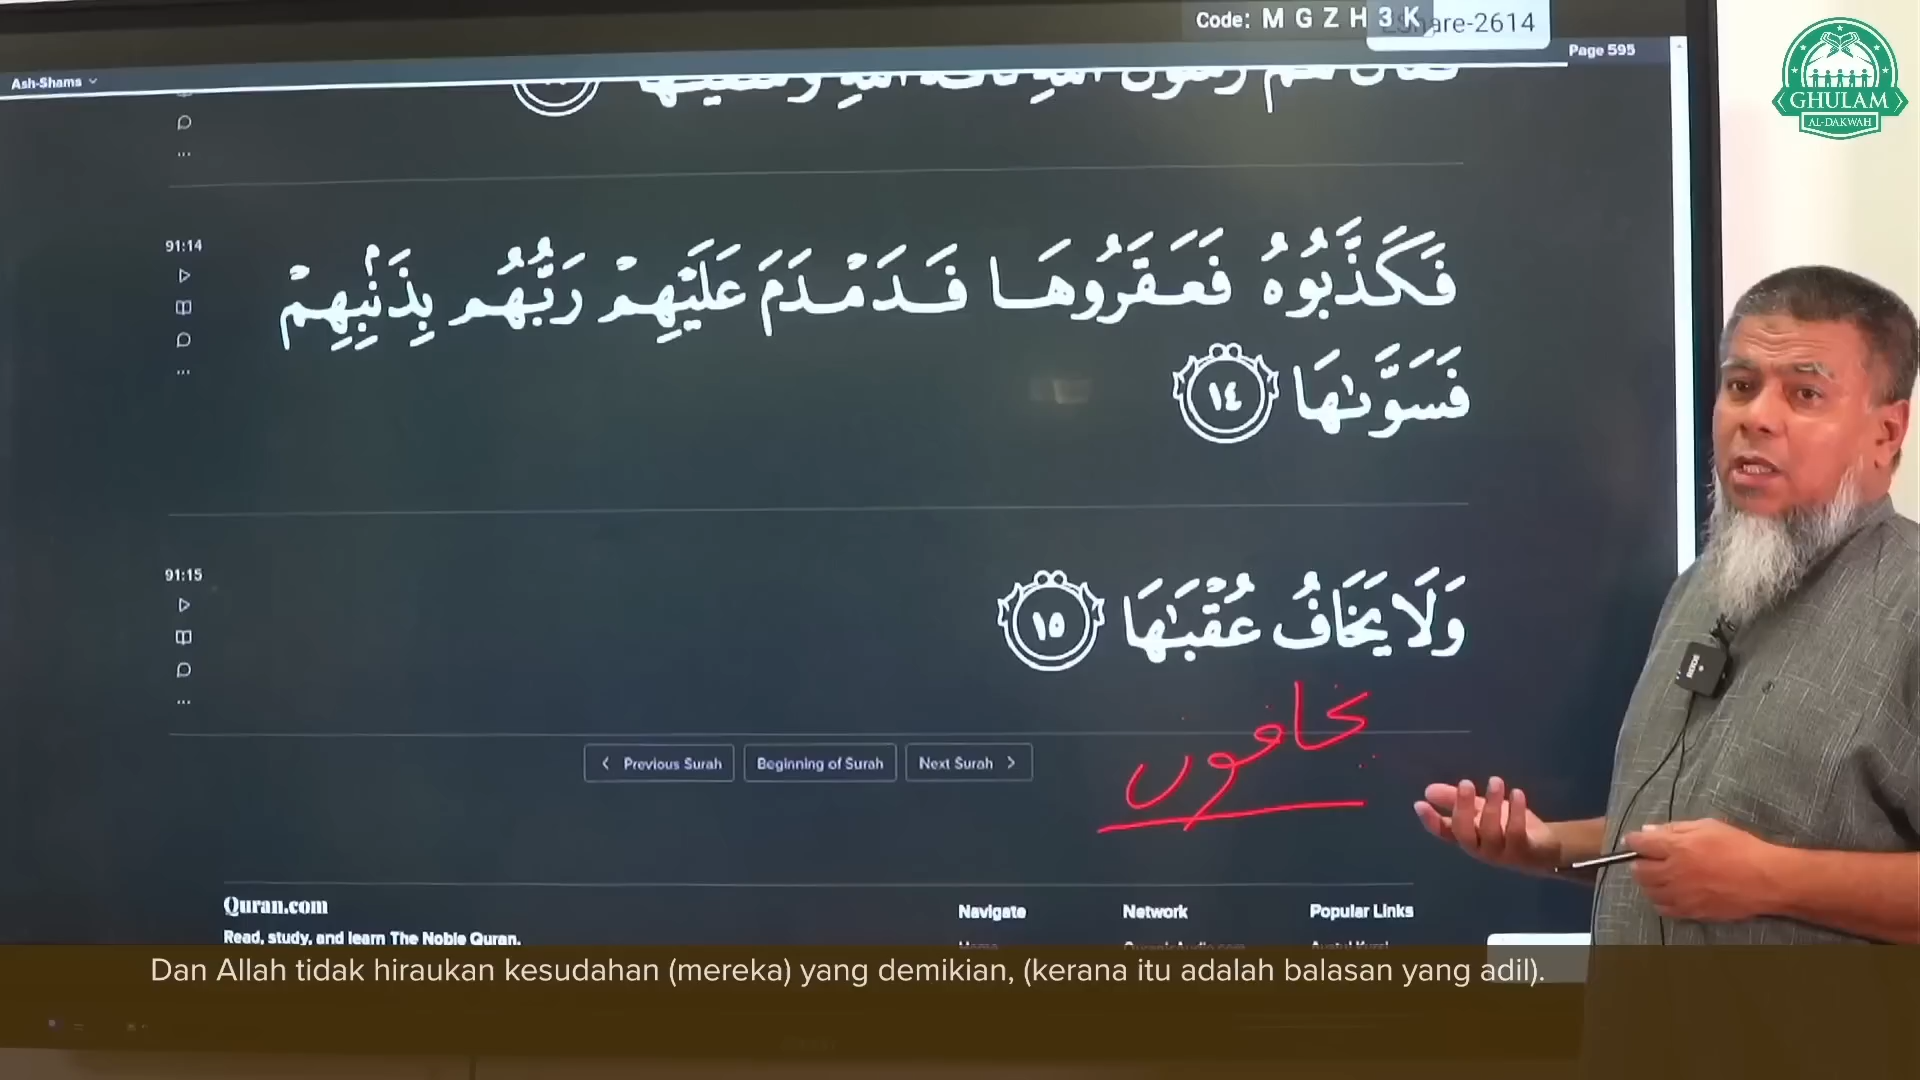 Code: M G Z H 3 K
are-2614
Page 595
Ash-Shams
GHULAM
AL-DAKWAH
91:14
فَكَذَّبُوهُ فَعَقَرُوهَا فَدَمْدَمَ عَلَيْهِمْ رَبُّهُم بِذَنۢبِهِمْ
فَسَوَّىٰهَا ١٤
91:15
وَلَا يَخَافُ عُقْبَـٰهَا ١٥
يخافون
Previous Surah
Beginning of Surah
Next Surah
Quran.com
Navigate
Network
Popular Links
Read, study, and learn The Noble Quran.
Dan Allah tidak hiraukan kesudahan (mereka) yang demikian, (kerana itu adalah balasan yang adil).